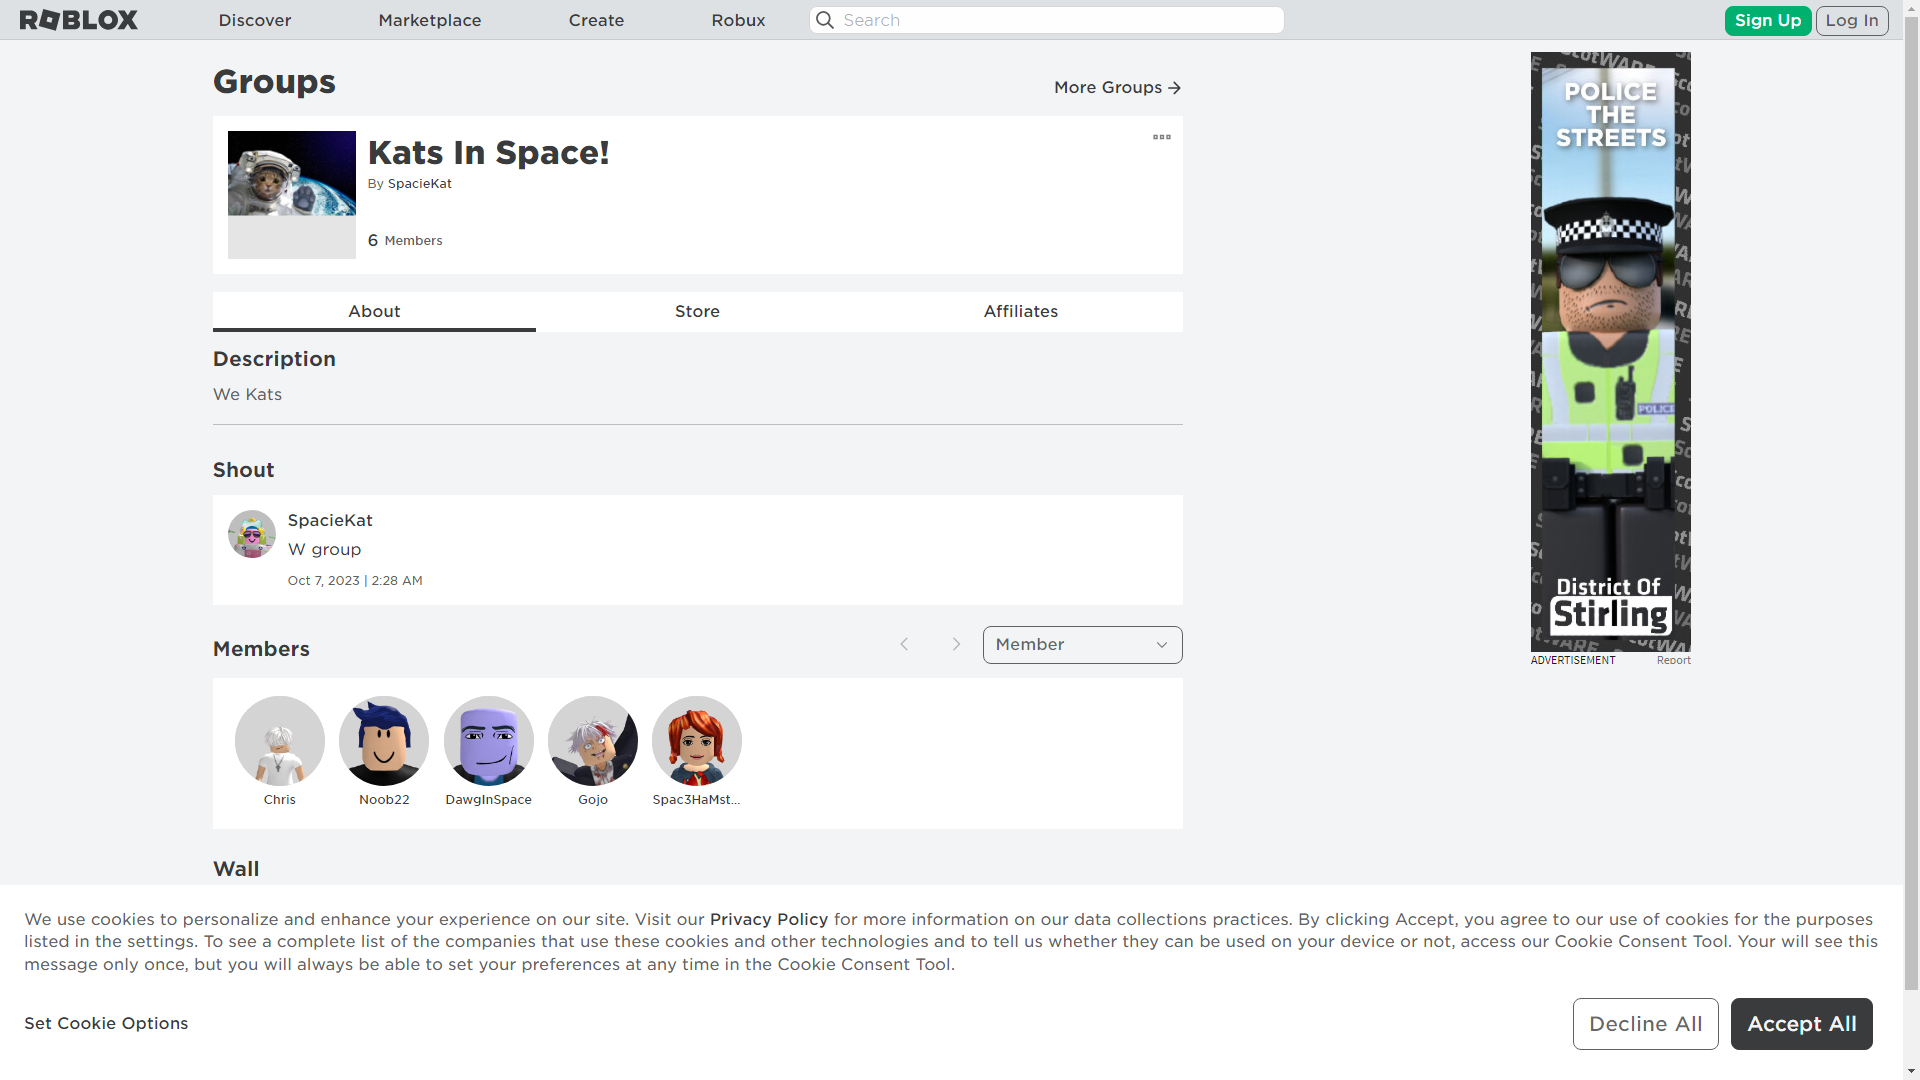 ROBLOX
Discover
Marketplace
Create
Robux
Search
Sign Up
Log In
Groups
More Groups
Kats In Space!
By SpacieKat
6 Members
About
Store
Affiliates
Description
We Kats
Shout
SpacieKat
W group
Oct 7, 2023 | 2:28 AM
Members
Member
Chris
Noob22
DawgInSpace
Gojo
Spac3HaMst...
Wall
POLICE
THE
STREETS
POLICE
District Of
Stirling
ADVERTISEMENT
Report
We use cookies to personalize and enhance your experience on our site. Visit our Privacy Policy for more information on our data collections practices. By clicking Accept, you agree to our use of cookies for the purposes
listed in the settings. To see a complete list of the companies that use these cookies and other technologies and to tell us whether they can be used on your device or not, access our Cookie Consent Tool. Your will see this
message only once, but you will always be able to set your preferences at any time in the Cookie Consent Tool.
Set Cookie Options
Decline All
Accept All